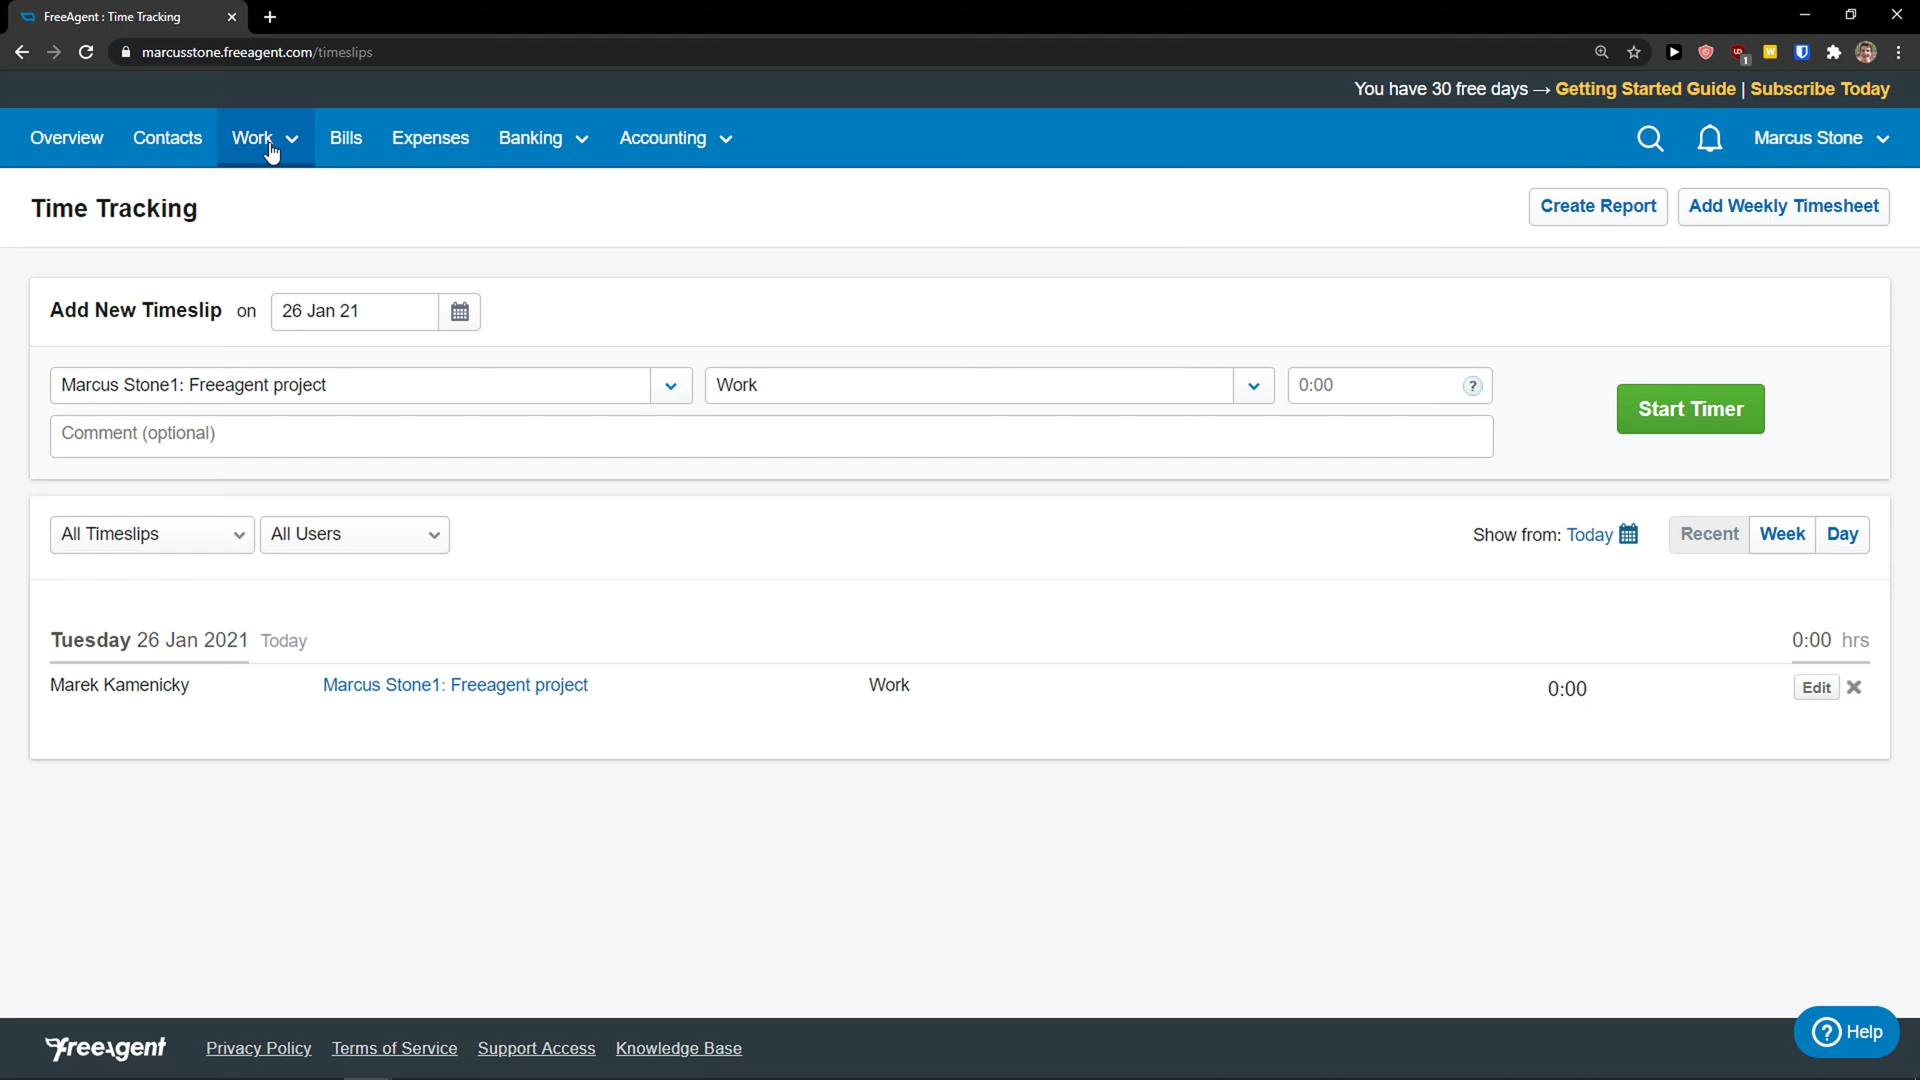 FreeAgent : Time Tracking
marcusstone.freeagent.com/timeslips
You have 30 free days → Getting Started Guide | Subscribe Today
Overview Contacts Work Bills Expenses Banking Accounting Marcus Stone
Time Tracking Create Report Add Weekly Timesheet
Add New Timeslip on 26 Jan 21
Marcus Stone1: Freeagent project Work 0:00 ?
Start Timer
Comment (optional)
All Timeslips All Users Show from: Today Recent Week Day
Tuesday 26 Jan 2021 Today 0:00 hrs
Marek Kamenicky Marcus Stone1: Freeagent project Work 0:00 Edit
? Help
FreeAgent Privacy Policy Terms of Service Support Access Knowledge Base